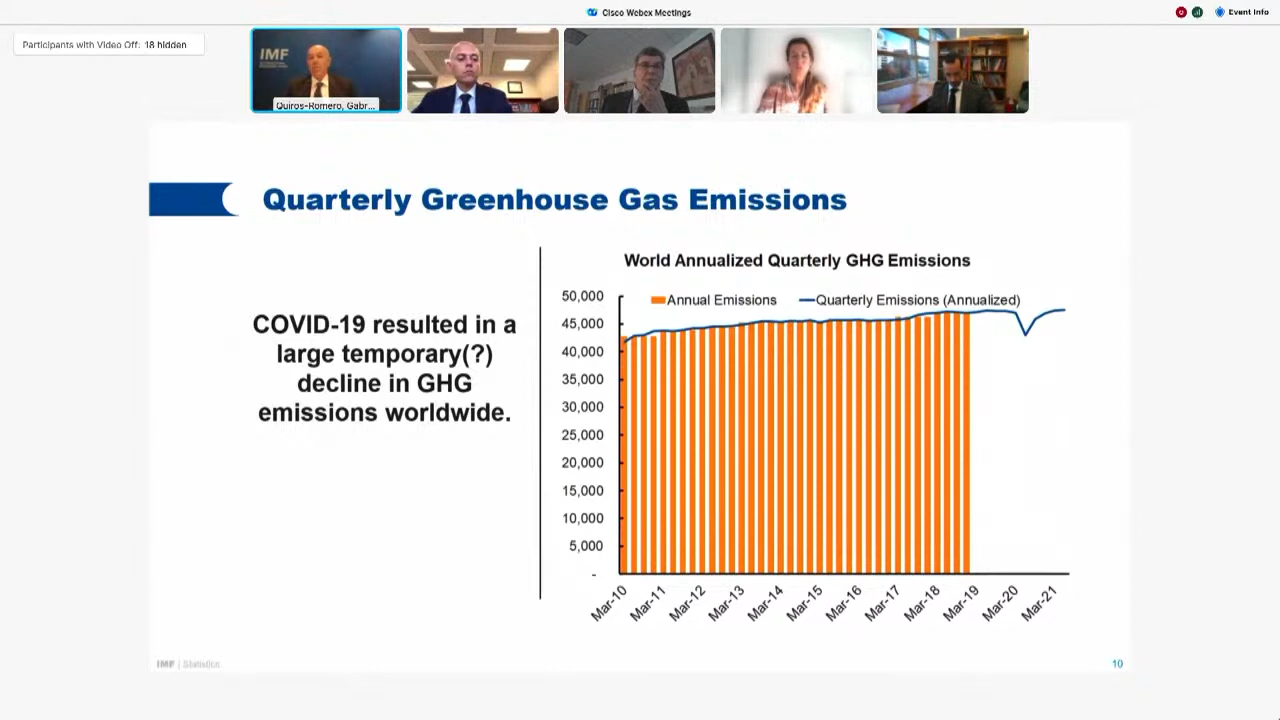 Cisco Webex Meetings
Event Info
Participants with Video Off: 18 hidden
IMF
Quiros-Romero, Gabr...
Quarterly Greenhouse Gas Emissions
COVID-19 resulted in a
large temporary(?)
decline in GHG
emissions worldwide.
World Annualized Quarterly GHG Emissions
Annual Emissions
Quarterly Emissions (Annualized)
50,000
45,000
40,000
35,000
30,000
25,000
20,000
15,000
10,000
5,000
-
Mar-10
Mar-11
Mar-12
Mar-13
Mar-14
Mar-15
Mar-16
Mar-17
Mar-18
Mar-19
Mar-20
Mar-21
IMF | Statistics
10